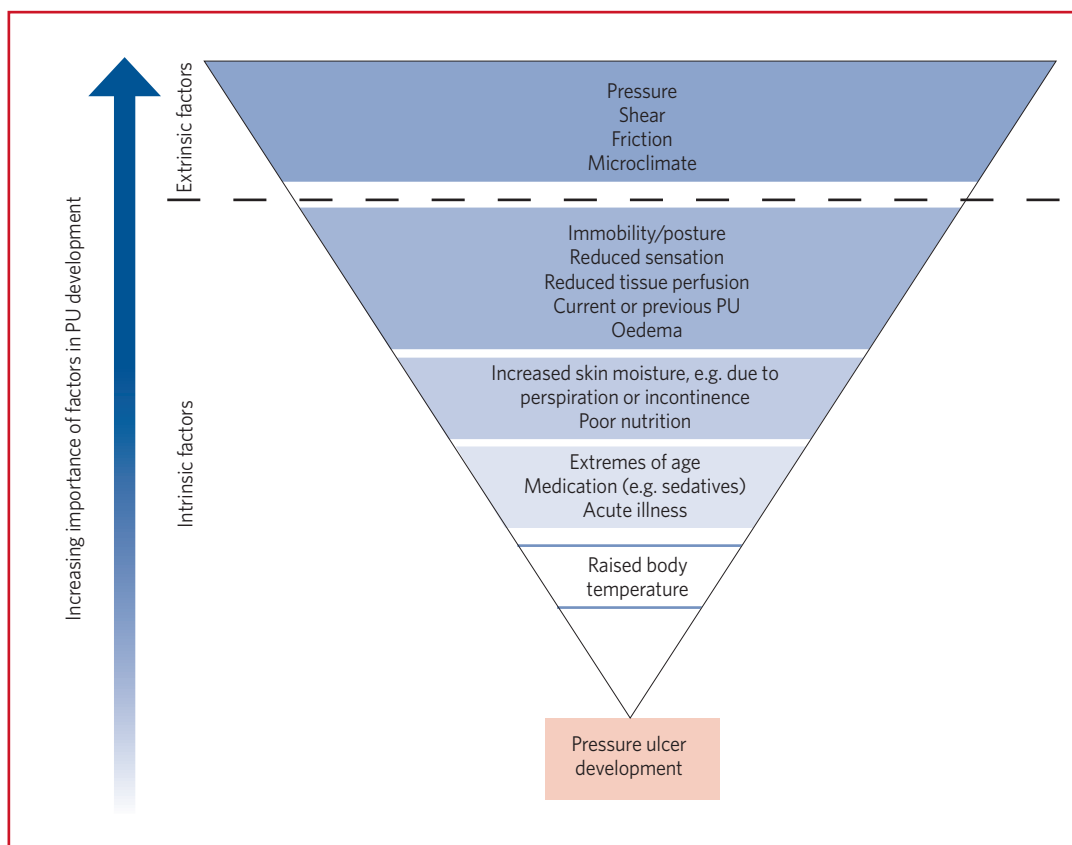 Increasing importance of factors in PU development
Extrinsic factors
Pressure
Shear
Friction
Microclimate
Intrinsic factors
Immobility/posture
Reduced sensation
Reduced tissue perfusion
Current or previous PU
Oedema
Increased skin moisture, e.g. due to
perspiration or incontinence
Poor nutrition
Extremes of age
Medication (e.g. sedatives)
Acute illness
Raised body
temperature
Pressure ulcer
development